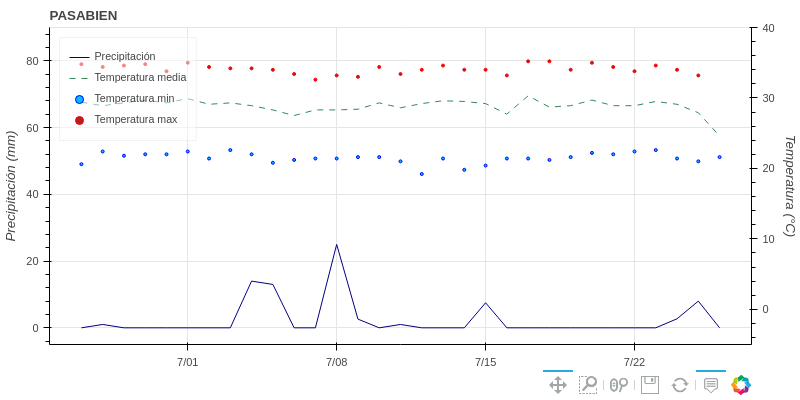 PASABIEN
Precipitación
Temperatura media
Temperatura min
Temperatura max
80
60
40
20
0
40
30
20
10
0
Precipitación (mm)
Temperatura (°C)
7/01
7/08
7/15
7/22